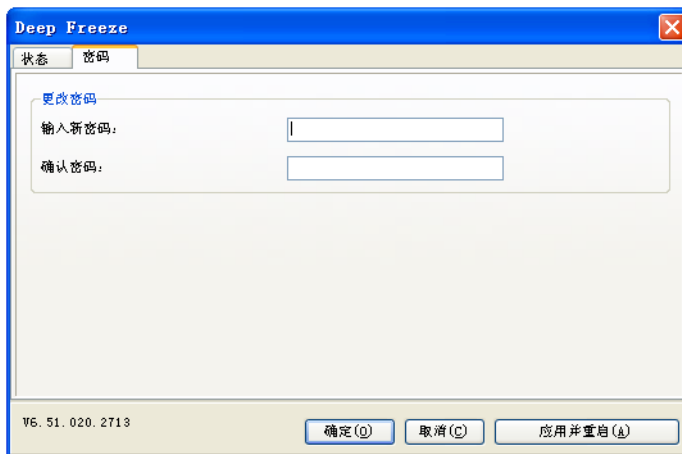 Deep Freeze
状态 密码
更改密码
输入新密码：
确认密码：
V6.51.020.2713
确定(O) 取消(C) 应用并重启(A)